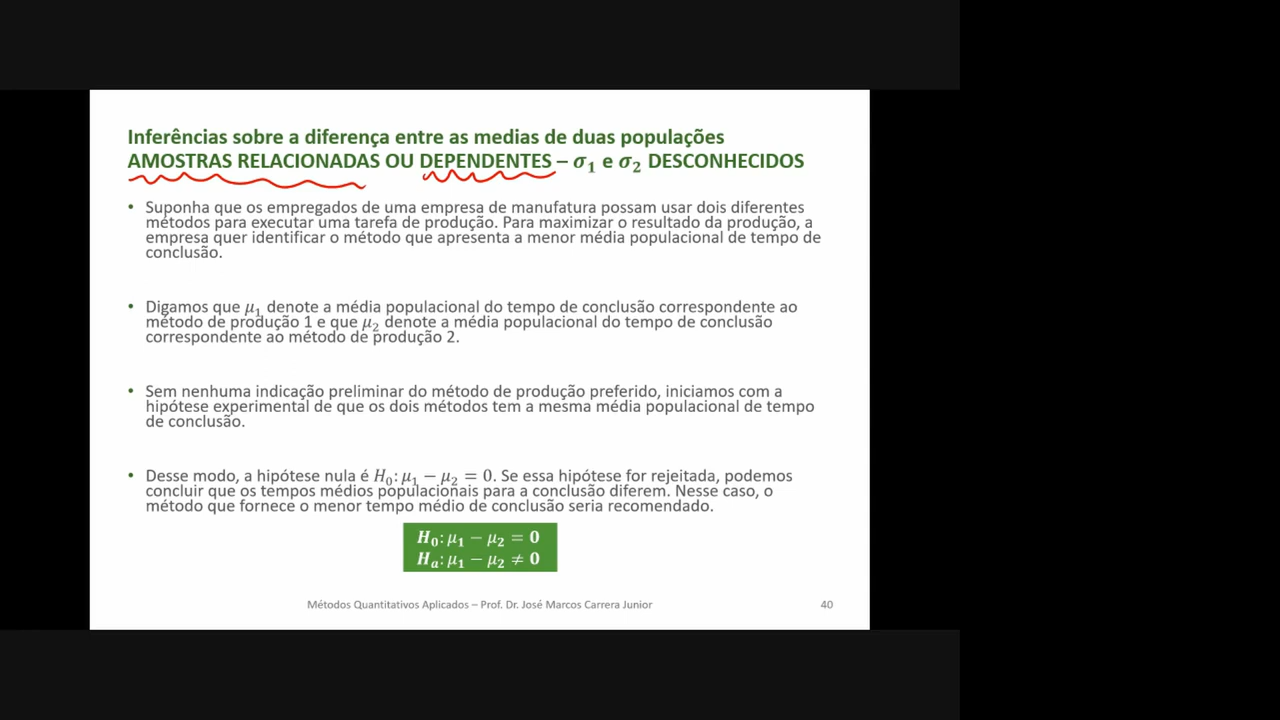 Inferências sobre a diferença entre as medias de duas populações
AMOSTRAS RELACIONADAS OU DEPENDENTES – σ₁ e σ₂ DESCONHECIDOS
• Suponha que os empregados de uma empresa de manufatura possam usar dois diferentes
métodos para executar uma tarefa de produção. Para maximizar o resultado da produção, a
empresa quer identificar o método que apresenta a menor média populacional de tempo de
conclusão.
• Digamos que μ₁ denote a média populacional do tempo de conclusão correspondente ao
método de produção 1 e que μ₂ denote a média populacional do tempo de conclusão
correspondente ao método de produção 2.
• Sem nenhuma indicação preliminar do método de produção preferido, iniciamos com a
hipótese experimental de que os dois métodos tem a mesma média populacional de tempo
de conclusão.
• Desse modo, a hipótese nula é H₀: μ₁ − μ₂ = 0. Se essa hipótese for rejeitada, podemos
concluir que os tempos médios populacionais para a conclusão diferem. Nesse caso, o
método que fornece o menor tempo médio de conclusão seria recomendado.
H₀: μ₁ − μ₂ = 0
Hₐ: μ₁ − μ₂ ≠ 0
Métodos Quantitativos Aplicados – Prof. Dr. José Marcos Carrera Junior 40